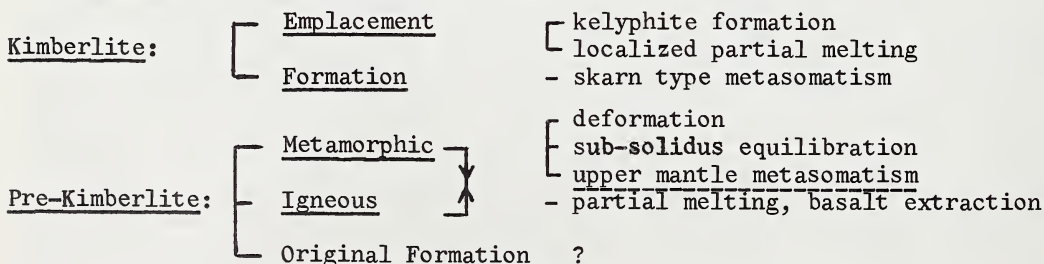 Emplacement kelyphite formation
Kimberlite: localized partial melting
Formation - skarn type metasomatism
deformation
Metamorphic sub-solidus equilibration
upper mantle metasomatism
Pre-Kimberlite: Igneous - partial melting, basalt extraction
Original Formation ?